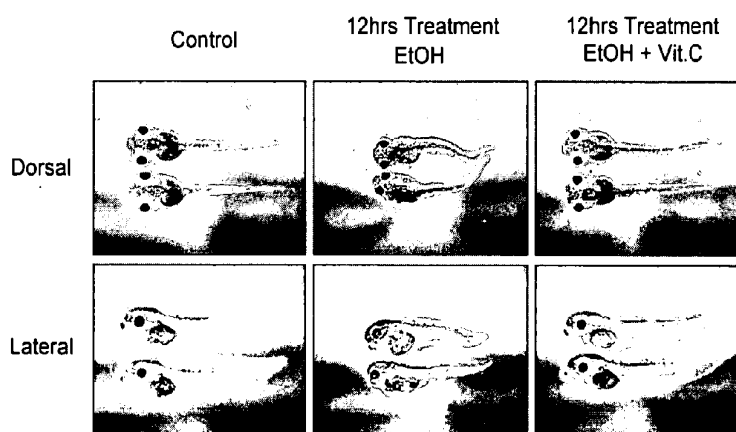 Control
12hrs Treatment
EtOH
12hrs Treatment
EtOH + Vit.C
Dorsal
Lateral